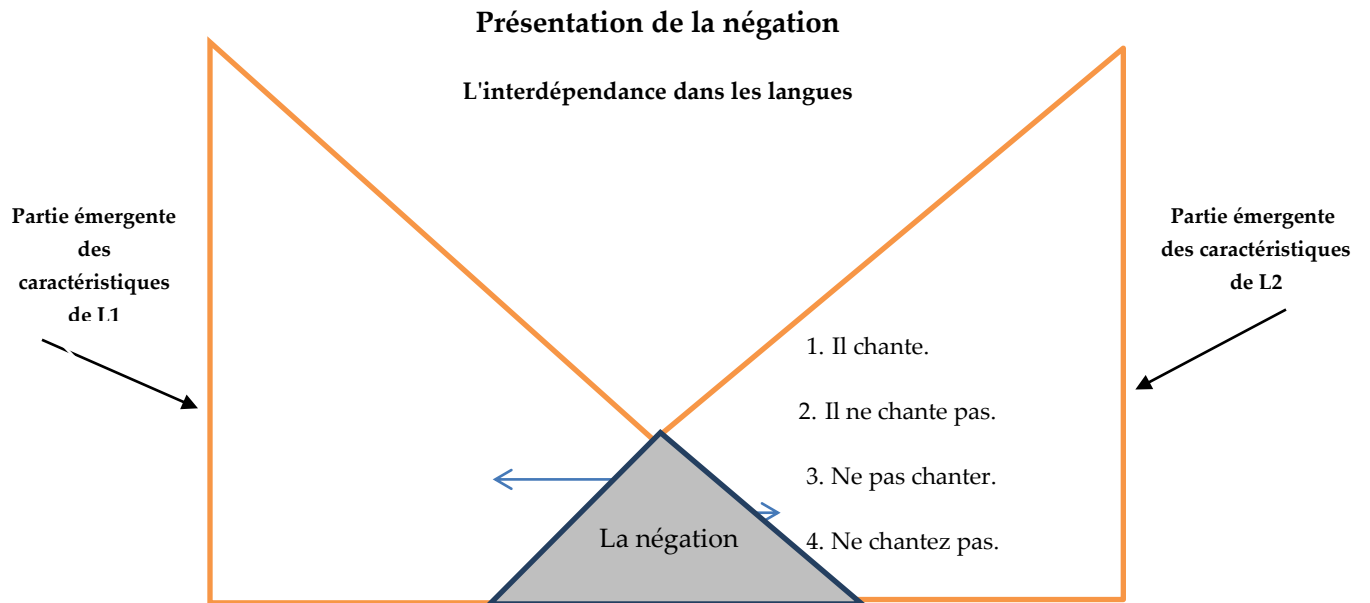 Présentation de la négation
L'interdépendance dans les langues
Partie émergente
des
caractéristiques
de L1
Partie émergente
des caractéristiques
de L2
1. Il chante.
2. Il ne chante pas.
3. Ne pas chanter.
4. Ne chantez pas.
La négation